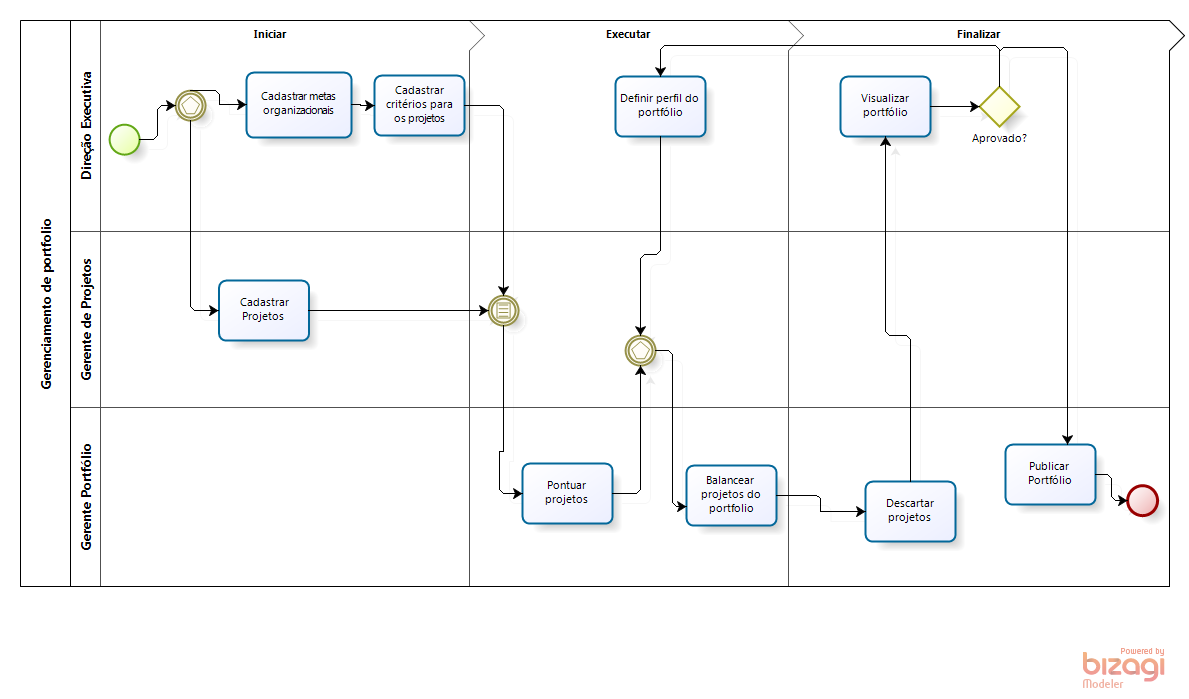 Iniciar
Executar
Finalizar
Gerenciamento de portfolio
Direção Executiva
Cadastrar metas
organizacionais
Cadastrar
critérios para
os projetos
Definir perfil do
portfólio
Visualizar
portfólio
Aprovado?
Gerente de Projetos
Cadastrar
Projetos
Gerente Portfólio
Pontuar
projetos
Balancear
projetos do
portfolio
Descartar
projetos
Publicar
Portfólio
Powered by
bizagi
Modeler